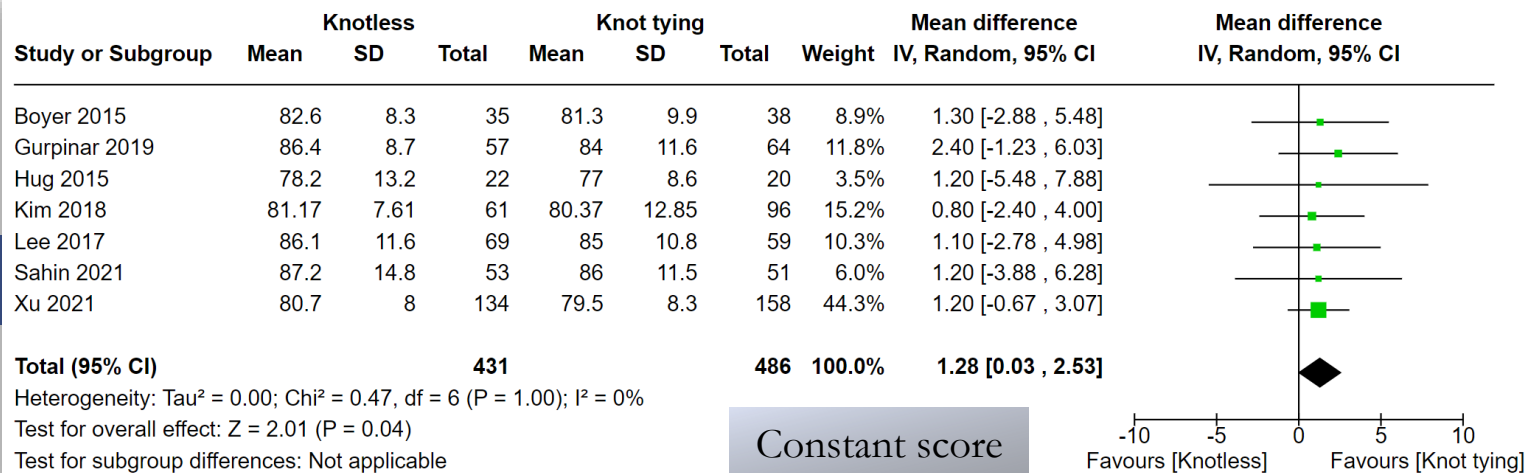 Knotless Knot tying Mean difference Mean difference
Study or Subgroup Mean SD Total Mean SD Total Weight IV, Random, 95% CI IV, Random, 95% CI
Boyer 2015 82.6 8.3 35 81.3 9.9 38 8.9% 1.30 [-2.88 , 5.48]
Gurpinar 2019 86.4 8.7 57 84 11.6 64 11.8% 2.40 [-1.23 , 6.03]
Hug 2015 78.2 13.2 22 77 8.6 20 3.5% 1.20 [-5.48 , 7.88]
Kim 2018 81.17 7.61 61 80.37 12.85 96 15.2% 0.80 [-2.40 , 4.00]
Lee 2017 86.1 11.6 69 85 10.8 59 10.3% 1.10 [-2.78 , 4.98]
Sahin 2021 87.2 14.8 53 86 11.5 51 6.0% 1.20 [-3.88 , 6.28]
Xu 2021 80.7 8 134 79.5 8.3 158 44.3% 1.20 [-0.67 , 3.07]
Total (95% CI) 431 486 100.0% 1.28 [0.03 , 2.53]
Heterogeneity: Tau² = 0.00; Chi² = 0.47, df = 6 (P = 1.00); I² = 0%
Test for overall effect: Z = 2.01 (P = 0.04)
Test for subgroup differences: Not applicable
Constant score
-10 -5 0 5 10
Favours [Knotless] Favours [Knot tying]